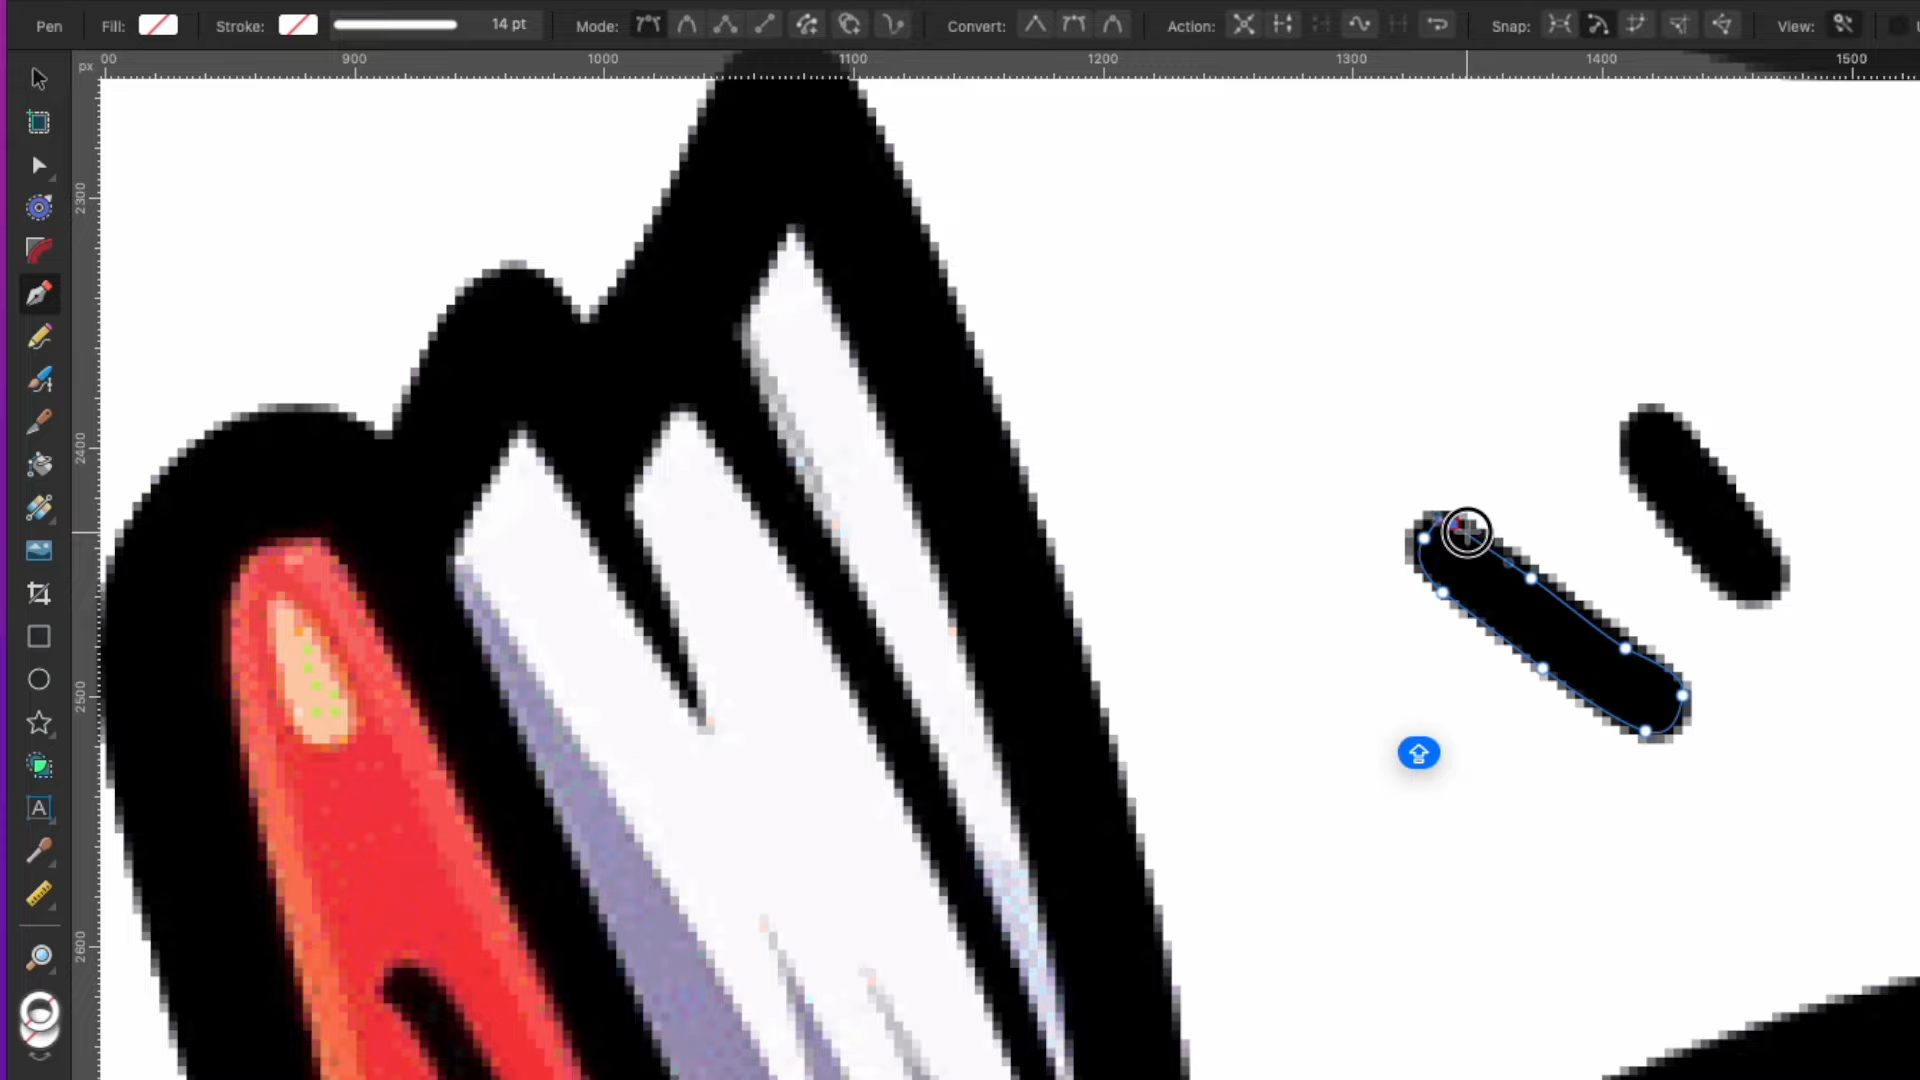 Pen Fill: Stroke: 14 pt Mode: Convert: Action: Snap: View:
px 00 900 1000 1100 1200 1300 1400 1500
2300
2400
2500
2600
A